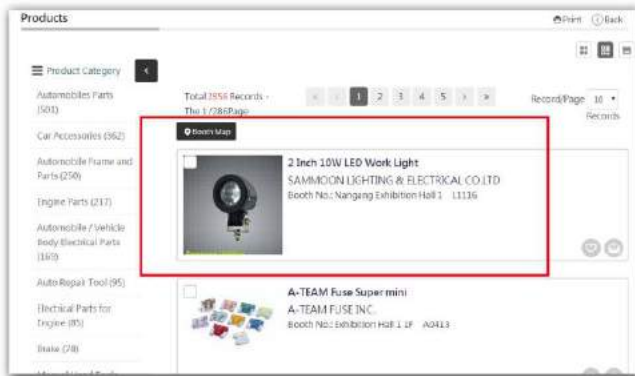 Products
Print
Back
Product Category
Automobiles Parts
(501)
Car Accessories (362)
Automobile Frame and
Parts (250)
Engine Parts (217)
Automobile / Vehicle
Body Electrical Parts
(169)
Auto Repair Tool (95)
Electrical Parts for
Engine (85)
Brake (78)
Total 2856 Records -
The 1 /286Page
1 2 3 4 5
Record/Page 10
Records
Booth Map
2 Inch 10W LED Work Light
SAMMOON LIGHTING & ELECTRICAL CO.LTD
Booth No.: Nangang Exhibition Hall 1 L1116
A-TEAM Fuse Super mini
A-TEAM FUSE INC.
Booth No.: Exhibition Hall 1 1F A0413